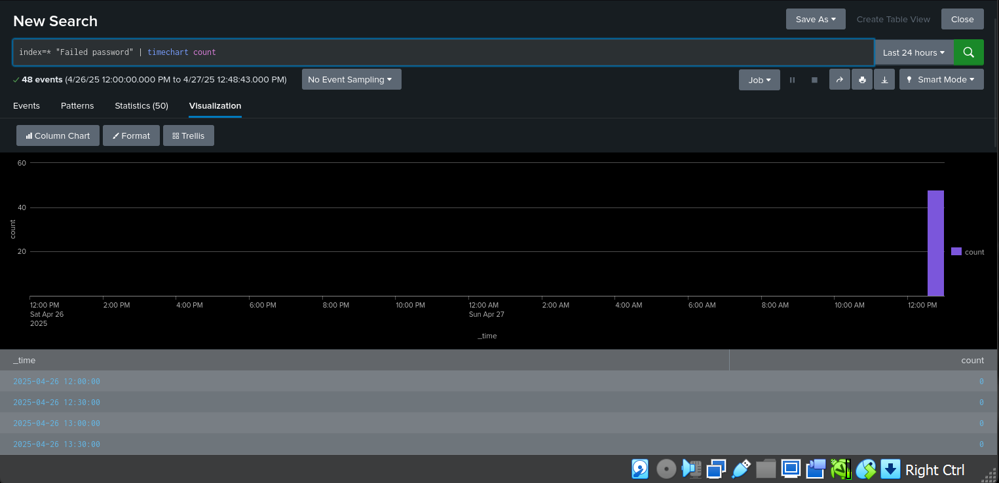 New Search
Save As
Create Table View
Close
index=* "Failed password" | timechart count
Last 24 hours
48 events (4/26/25 12:00:00.000 PM to 4/27/25 12:48:43.000 PM)
No Event Sampling
Job
Smart Mode
Events
Patterns
Statistics (50)
Visualization
Column Chart
Format
Trellis
60
40
20
count
count
12:00 PM
Sat Apr 26
2025
2:00 PM
4:00 PM
6:00 PM
8:00 PM
10:00 PM
12:00 AM
Sun Apr 27
2:00 AM
4:00 AM
6:00 AM
8:00 AM
10:00 AM
12:00 PM
_time
_time count
2025-04-26 12:00:00 0
2025-04-26 12:30:00 0
2025-04-26 13:00:00 0
2025-04-26 13:30:00 0
Right Ctrl